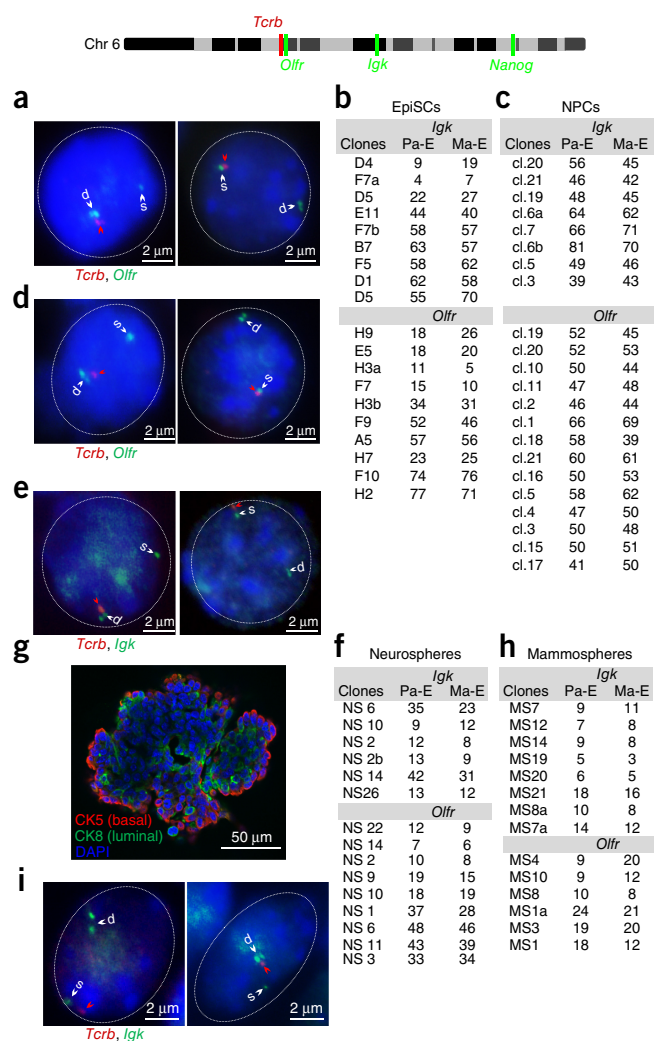 Tcrb
Chr 6
Olfr
Igk
Nanog
a
d
s
2 μm
s
d
2 μm
Tcrb, Olfr
b
EpiSCs
Igk
Clones Pa-E Ma-E
D4 9 19
F7a 4 7
D5 22 27
E11 44 40
F7b 58 57
B7 63 57
F5 58 62
D1 62 58
D5 55 70
Olfr
H9 18 26
E5 18 20
H3a 11 5
F7 15 10
H3b 34 31
F9 52 46
A5 57 56
H7 23 25
F10 74 76
H2 77 71
c
NPCs
Igk
Clones Pa-E Ma-E
cl.20 56 45
cl.21 46 42
cl.19 48 45
cl.6a 64 62
cl.7 66 71
cl.6b 81 70
cl.5 49 46
cl.3 39 43
Olfr
cl.19 52 45
cl.20 52 53
cl.10 50 44
cl.11 47 48
cl.2 46 44
cl.1 66 69
cl.18 58 39
cl.21 60 61
cl.16 50 53
cl.5 58 62
cl.4 47 50
cl.3 50 48
cl.15 50 51
cl.17 41 50
d
s
d
2 μm
d
s
2 μm
Tcrb, Olfr
e
s
d
2 μm
s
d
2 μm
Tcrb, Igk
f
Neurospheres
Igk
Clones Pa-E Ma-E
NS 6 35 23
NS 10 9 12
NS 2 12 8
NS 2b 13 9
NS 14 42 31
NS26 13 12
Olfr
NS 22 12 9
NS 14 7 6
NS 2 10 8
NS 9 19 15
NS 10 18 19
NS 1 37 28
NS 6 48 46
NS 11 43 39
NS 3 33 34
g
CK5 (basal)
CK8 (luminal)
DAPI
50 μm
h
Mammospheres
Igk
Clones Pa-E Ma-E
MS7 9 11
MS12 7 8
MS14 9 8
MS19 5 3
MS20 6 5
MS21 18 16
MS8a 10 8
MS7a 14 12
Olfr
MS4 9 20
MS10 9 12
MS8 10 8
MS1a 24 21
MS3 19 20
MS1 18 12
i
d
s
2 μm
d
s
2 μm
Tcrb, Igk